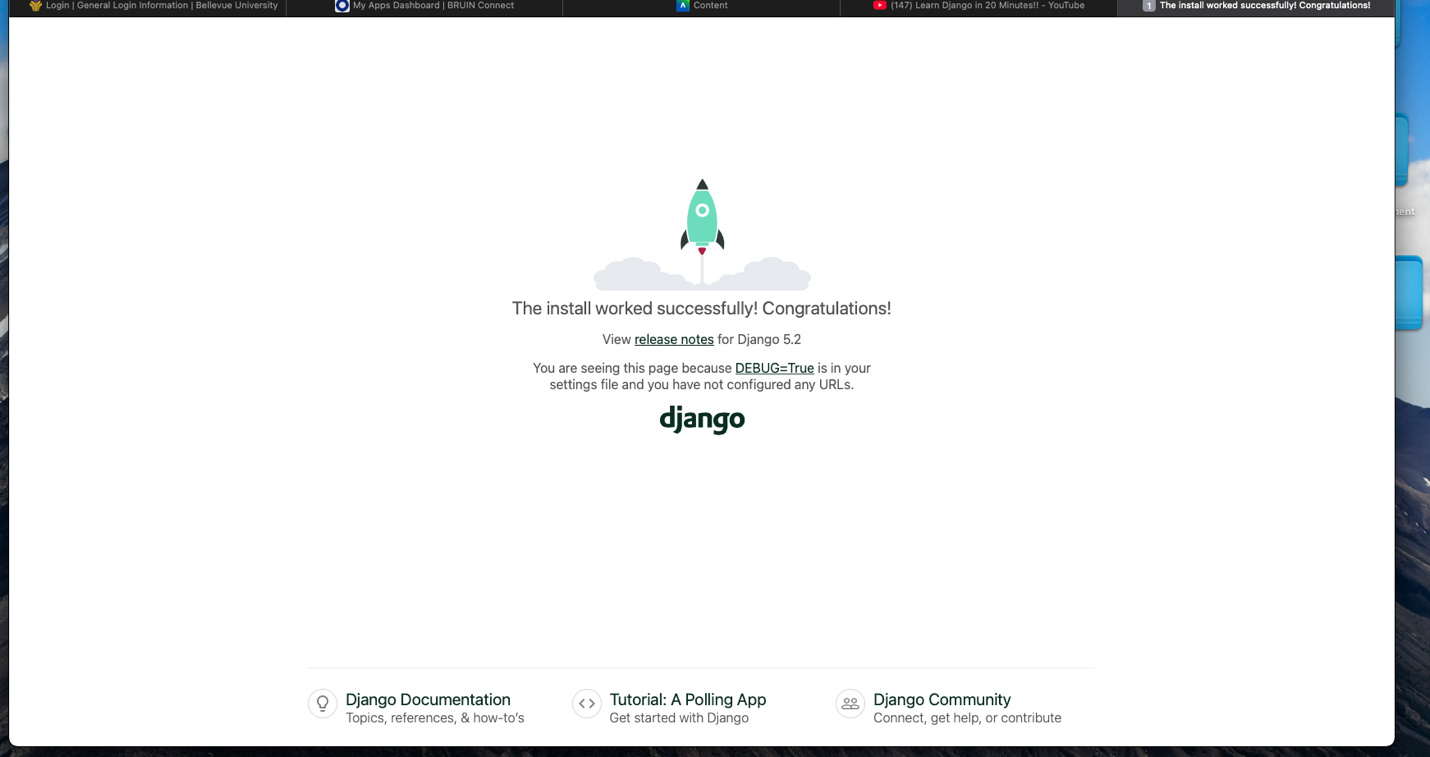 Login | General Login Information | Bellevue University
My Apps Dashboard | BRUIN Connect
Content
(147) Learn Django in 20 Minutes!! - YouTube
1 The install worked successfully! Congratulations!
The install worked successfully! Congratulations!
View release notes for Django 5.2
You are seeing this page because DEBUG=True is in your
settings file and you have not configured any URLs.
django
Django Documentation
Topics, references, & how-to's
Tutorial: A Polling App
Get started with Django
Django Community
Connect, get help, or contribute